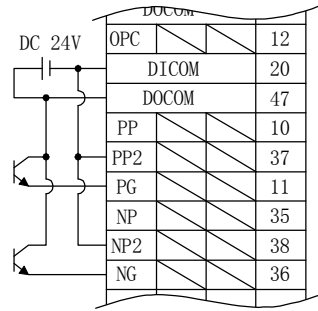 DOCOM
DC 24V
OPC 12
DICOM 20
DOCOM 47
PP 10
PP2 37
PG 11
NP 35
NP2 38
NG 36